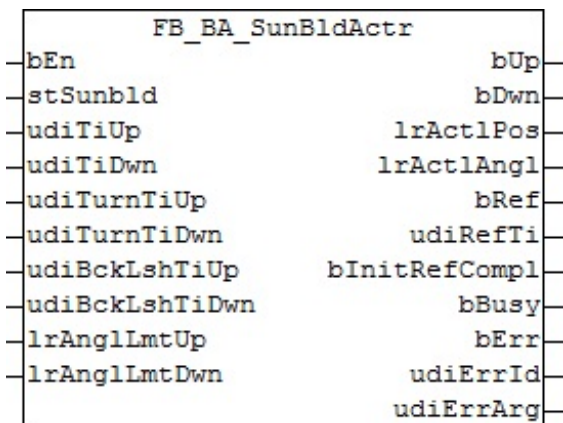 FB_BA_SunBldActr
bEn bUp
stSunbld bDwn
udiTiUp lrActlPos
udiTiDwn lrActlAngl
udiTurnTiUp bRef
udiTurnTiDwn udiRefTi
udiBckLshTiUp bInitRefCompl
udiBckLshTiDwn bBusy
lrAnglLmtUp bErr
lrAnglLmtDwn udiErrId
udiErrArg